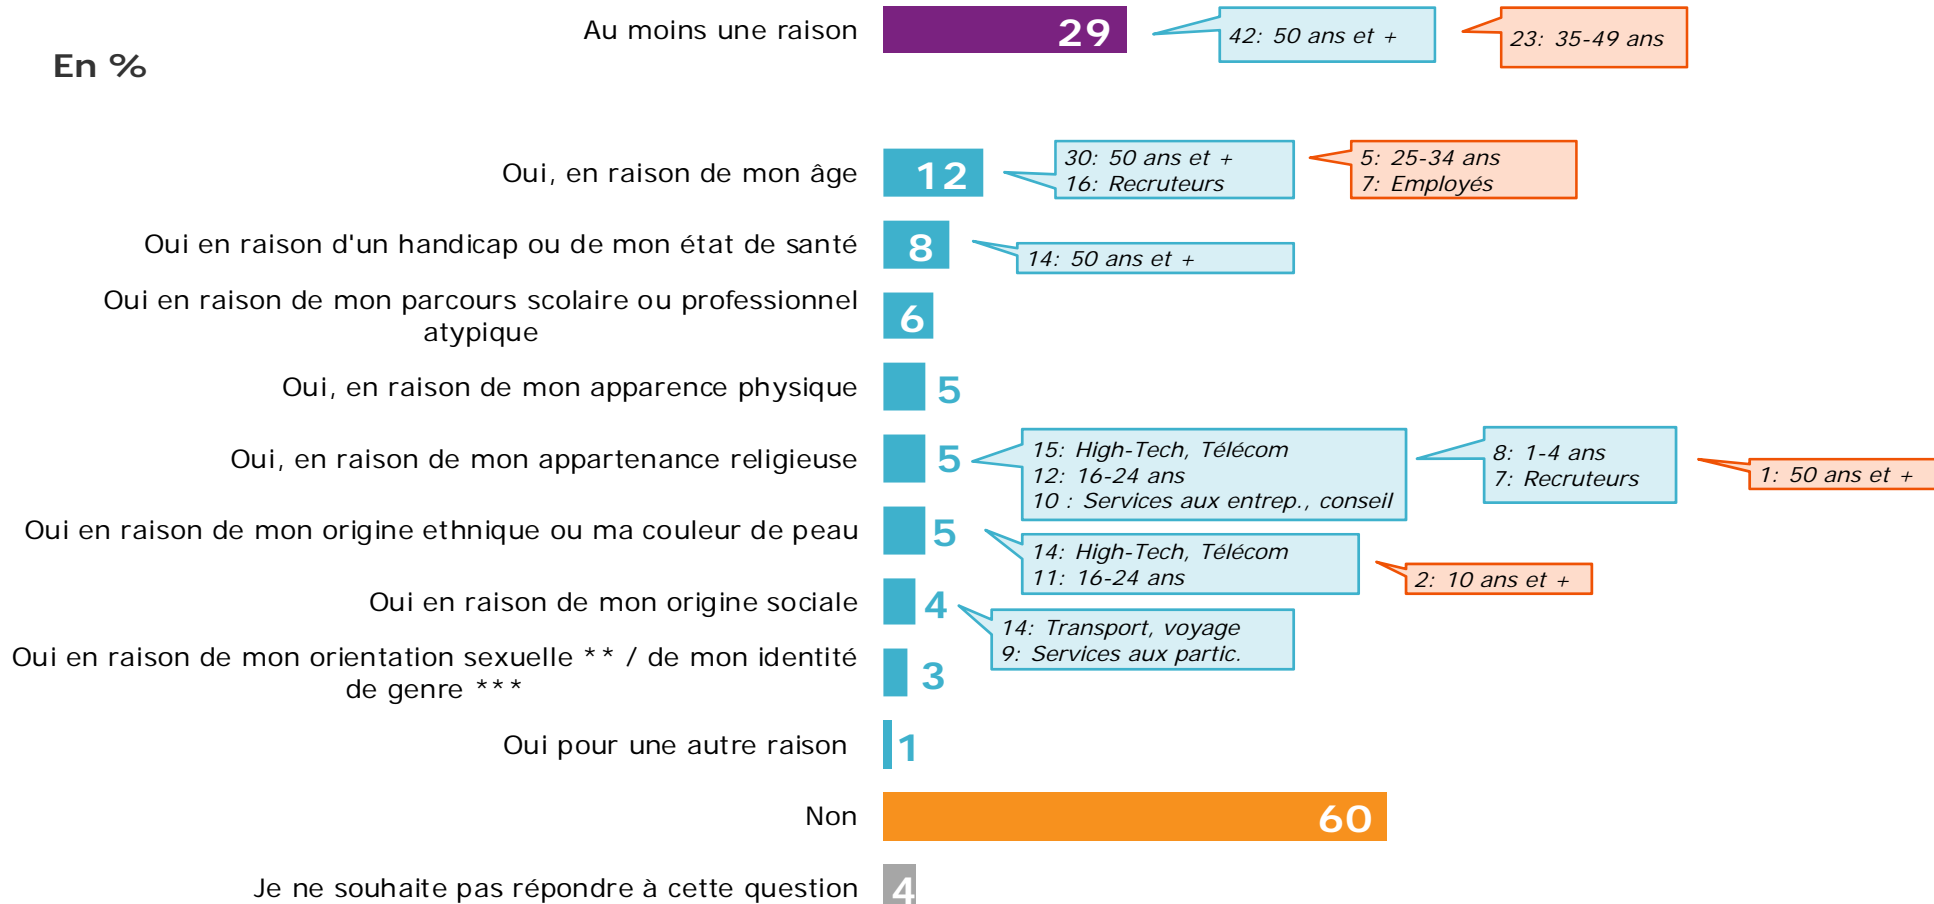 Au moins une raison
29
42: 50 ans et +
23: 35-49 ans
En %
Oui, en raison de mon âge
12
30: 50 ans et +
16: Recruteurs
5: 25-34 ans
7: Employés
Oui en raison d'un handicap ou de mon état de santé
8
14: 50 ans et +
Oui en raison de mon parcours scolaire ou professionnel
atypique
6
Oui, en raison de mon apparence physique
5
Oui, en raison de mon appartenance religieuse
5
15: High-Tech, Télécom
12: 16-24 ans
10 : Services aux entrep., conseil
8: 1-4 ans
7: Recruteurs
1: 50 ans et +
Oui en raison de mon origine ethnique ou ma couleur de peau
5
14: High-Tech, Télécom
11: 16-24 ans
2: 10 ans et +
Oui en raison de mon origine sociale
4
14: Transport, voyage
9: Services aux partic.
Oui en raison de mon orientation sexuelle ** / de mon identité
de genre ***
3
Oui pour une autre raison
1
Non
60
Je ne souhaite pas répondre à cette question
4